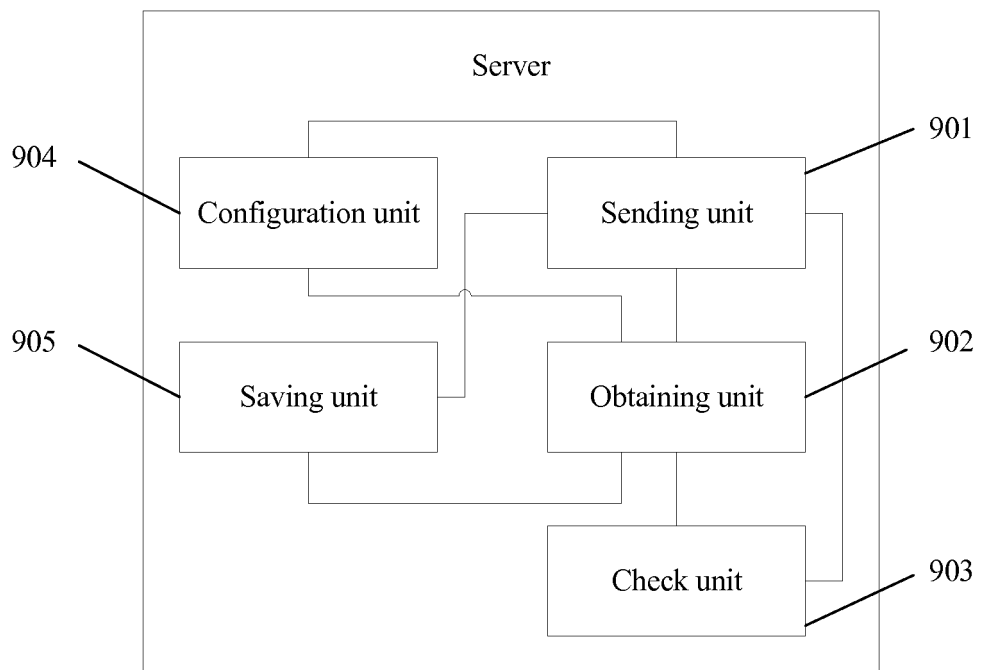 Server
904
901
Configuration unit
Sending unit
905
902
Saving unit
Obtaining unit
Check unit
903